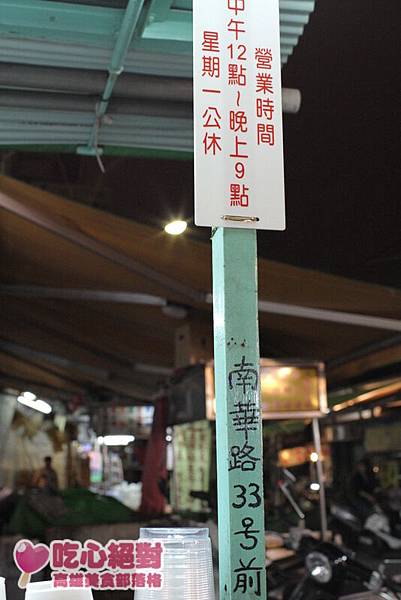 營業時間
中午12點~晚上9點
星期一公休
南華路33号前
吃心絕對
高雄美食部落格